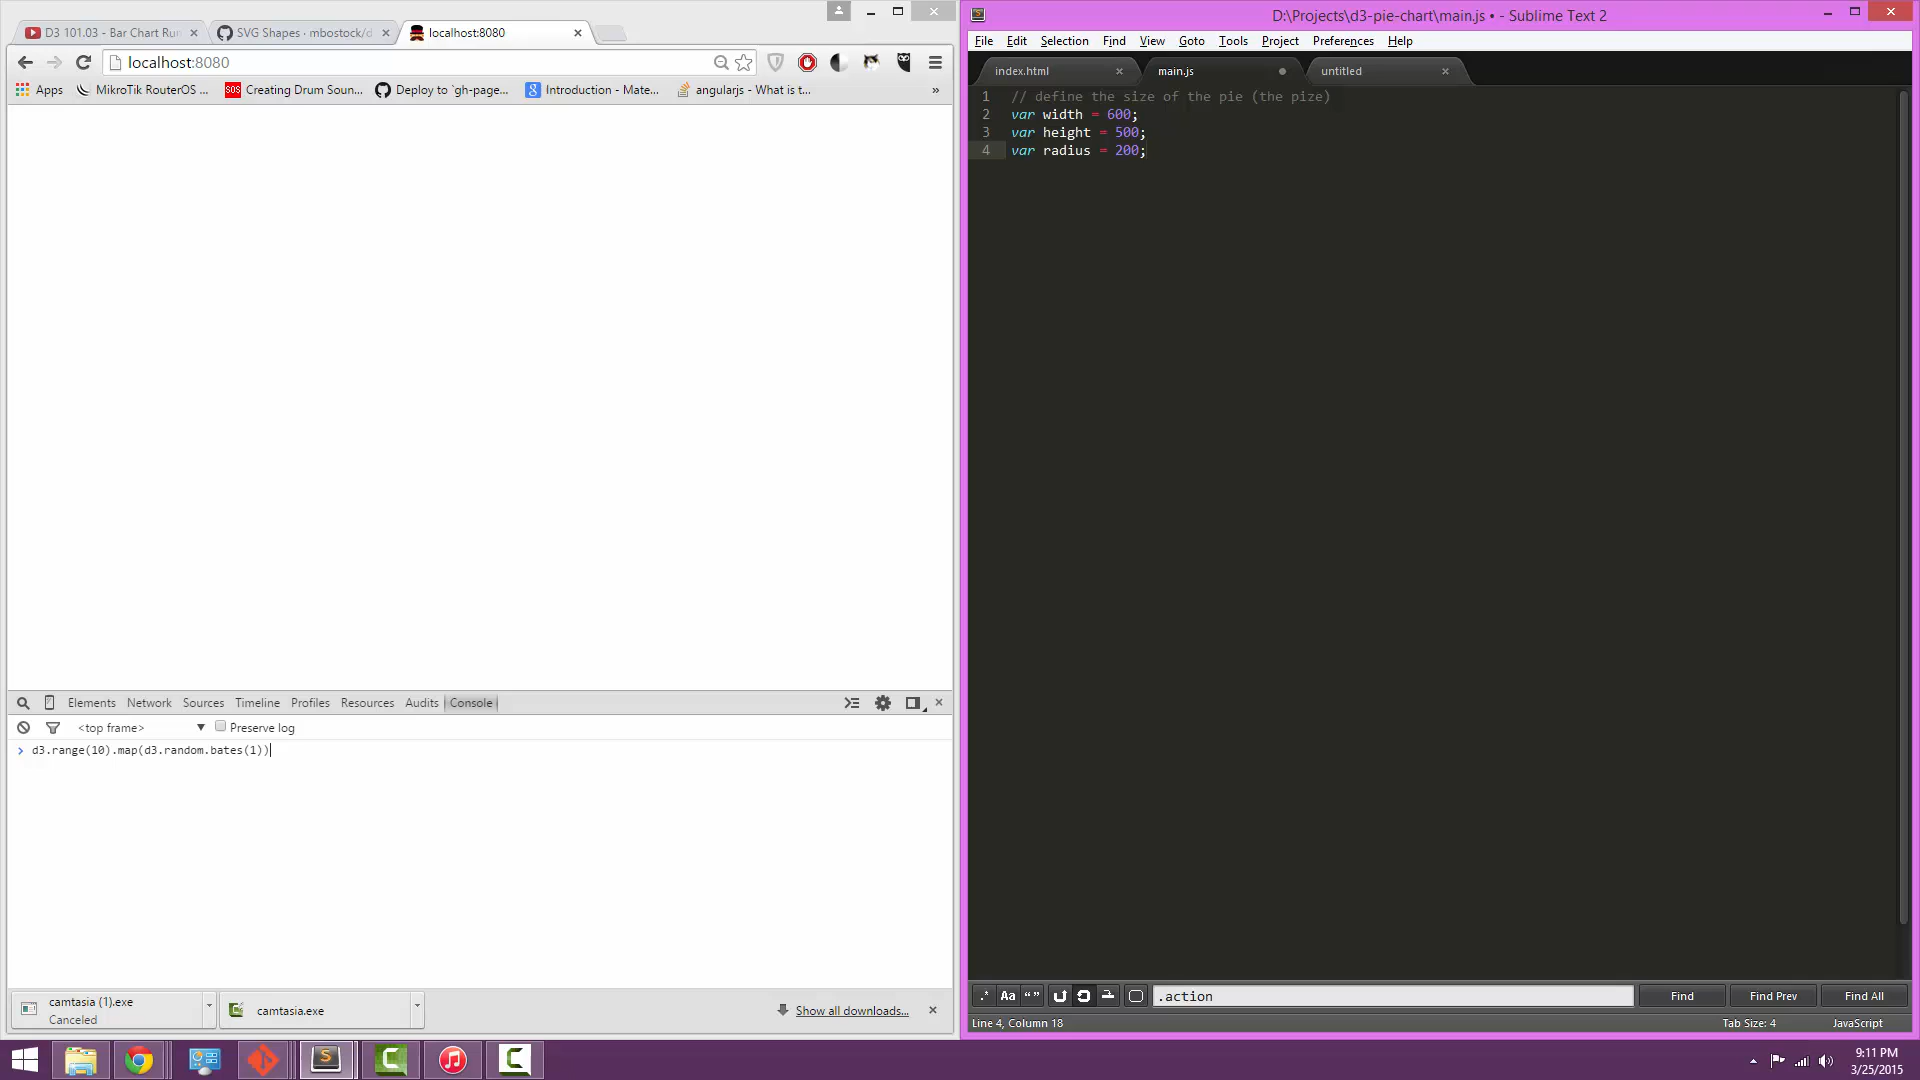 D3 101.03 - Bar Chart Run
SVG Shapes · mbostock/d
localhost:8080
localhost:8080
Apps
MikroTik RouterOS ...
SOS
Creating Drum Soun...
Deploy to `gh-page...
Introduction - Mate...
angularjs - What is t...
»
Elements Network Sources Timeline Profiles Resources Audits Console
<top frame>
Preserve log
> d3.range(10).map(d3.random.bates(1))
camtasia (1).exe
Canceled
camtasia.exe
Show all downloads...
D:\Projects\d3-pie-chart\main.js • - Sublime Text 2
File Edit Selection Find View Goto Tools Project Preferences Help
index.html
main.js
untitled
1 // define the size of the pie (the pize)
2 var width = 600;
3 var height = 500;
4 var radius = 200;
.* Aa “”
.action
Find
Find Prev
Find All
Line 4, Column 18
Tab Size: 4
JavaScript
9:11 PM
3/25/2015